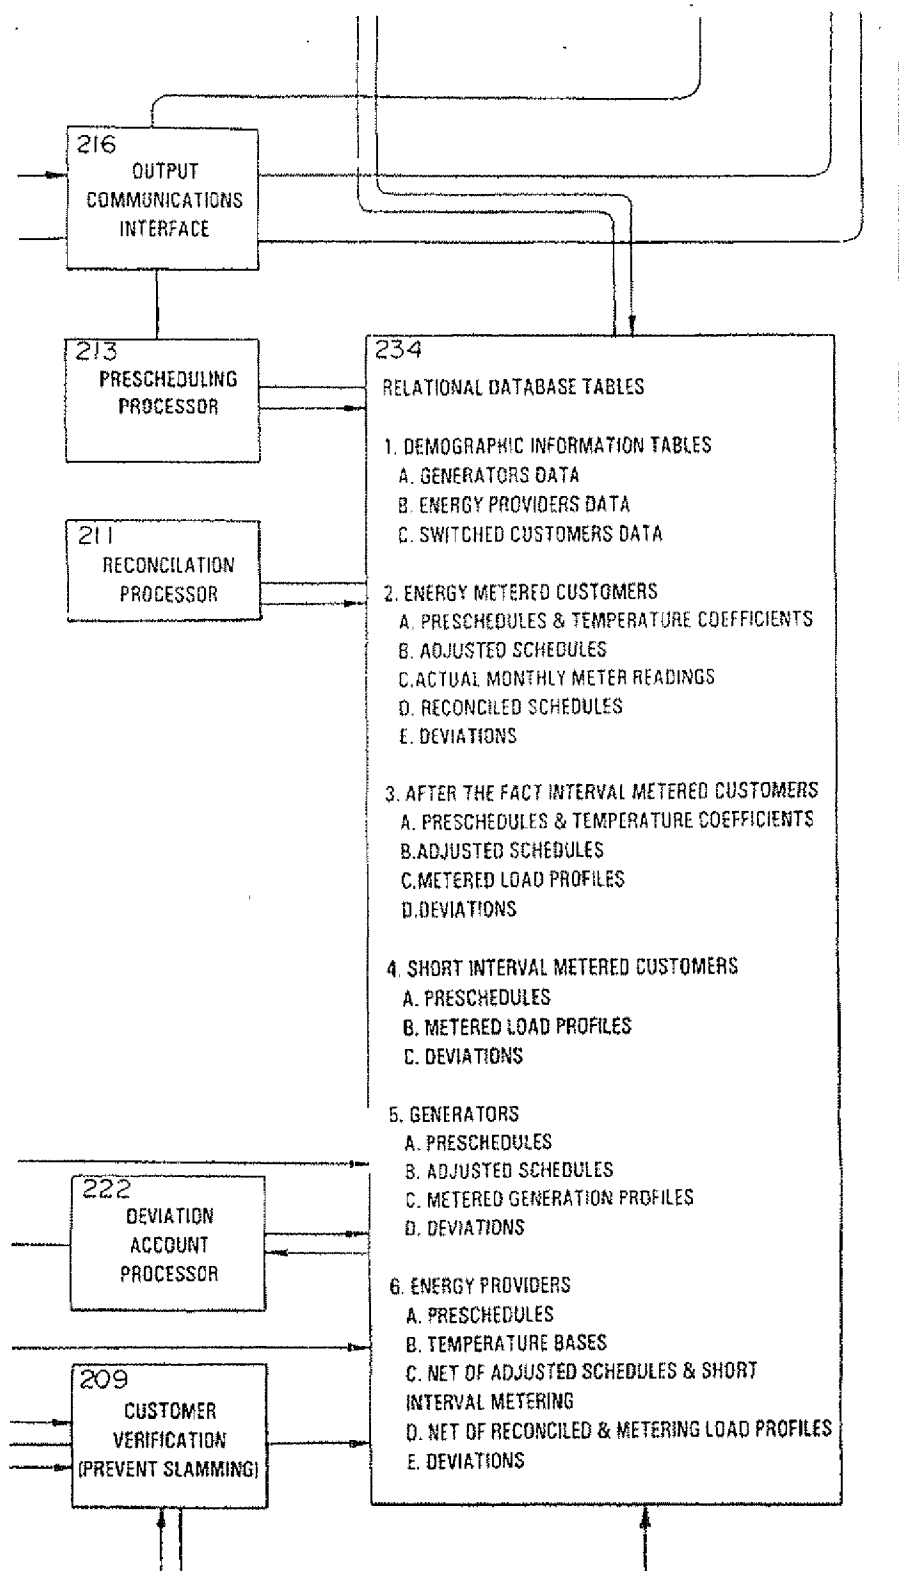 216
OUTPUT
COMMUNICATIONS
INTERFACE
213
PRESCHEDULING
PROCESSOR
211
RECONCILATION
PROCESSOR
234
RELATIONAL DATABASE TABLES
1. DEMOGRAPHIC INFORMATION TABLES
A. GENERATORS DATA
B. ENERGY PROVIDERS DATA
C. SWITCHED CUSTOMERS DATA
2. ENERGY METERED CUSTOMERS
A. PRESCHEDULES & TEMPERATURE COEFFICIENTS
B. ADJUSTED SCHEDULES
C.ACTUAL MONTHLY METER READINGS
D. RECONCILED SCHEDULES
E. DEVIATIONS
3. AFTER THE FACT INTERVAL METERED CUSTOMERS
A. PRESCHEDULES & TEMPERATURE COEFFICIENTS
B.ADJUSTED SCHEDULES
C.METERED LOAD PROFILES
D.DEVIATIONS
4. SHORT INTERVAL METERED CUSTOMERS
A. PRESCHEDULES
B. METERED LOAD PROFILES
C. DEVIATIONS
5. GENERATORS
A. PRESCHEDULES
B. ADJUSTED SCHEDULES
C. METERED GENERATION PROFILES
D. DEVIATIONS
6. ENERGY PROVIDERS
A. PRESCHEDULES
B. TEMPERATURE BASES
C. NET OF ADJUSTED SCHEDULES & SHORT
INTERVAL METERING
D. NET OF RECONCILED & METERING LOAD PROFILES
E. DEVIATIONS
222
DEVIATION
ACCOUNT
PROCESSOR
209
CUSTOMER
VERIFICATION
(PREVENT SLAMMING)